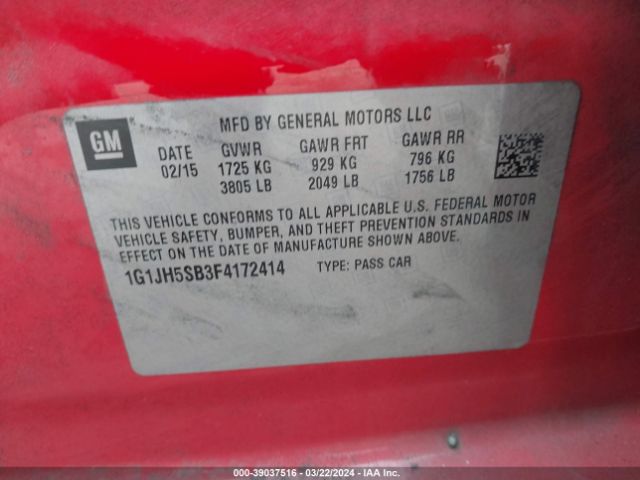 MFD BY GENERAL MOTORS LLC
GM
DATE GVWR GAWR FRT GAWR RR
02/15 1725 KG 929 KG 796 KG
3805 LB 2049 LB 1756 LB
THIS VEHICLE CONFORMS TO ALL APPLICABLE U.S. FEDERAL MOTOR
VEHICLE SAFETY, BUMPER, AND THEFT PREVENTION STANDARDS IN
EFFECT ON THE DATE OF MANUFACTURE SHOWN ABOVE.
1G1JH5SB3F4172414 TYPE: PASS CAR
000-39037516 - 03/22/2024 - IAAI.COM